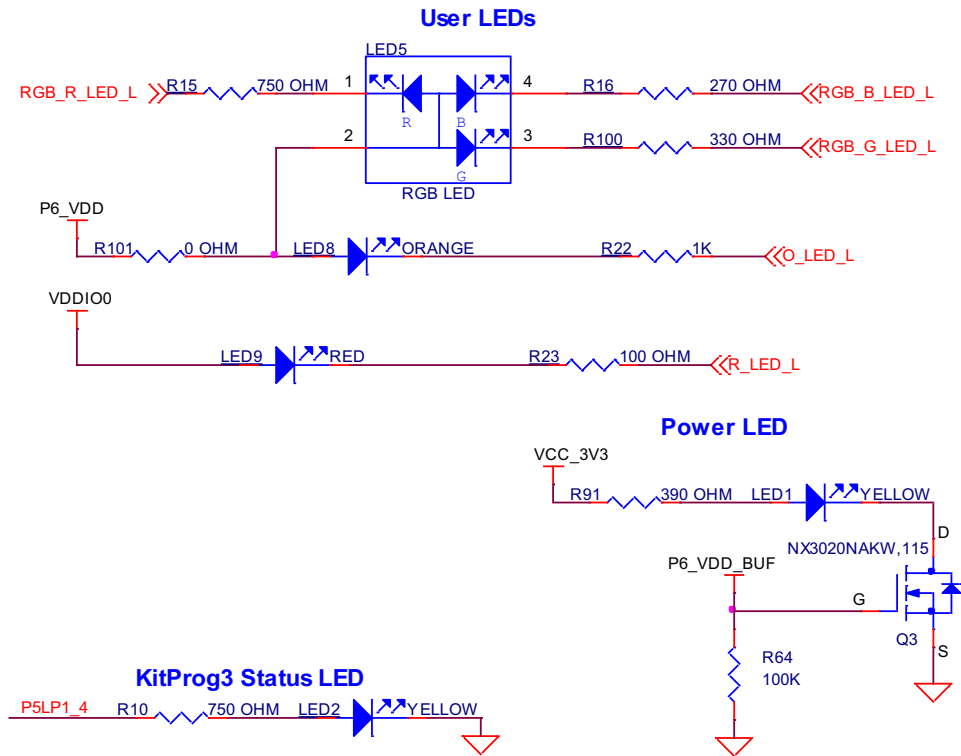 User LEDs
LED5
RGB_R_LED_L R15 750 OHM 1 4 R16 270 OHM RGB_B_LED_L
R B
2 3 R100 330 OHM RGB_G_LED_L
G
RGB LED
P6_VDD
R101 0 OHM LED8 ORANGE R22 1K O_LED_L
VDDIO0
LED9 RED R23 100 OHM R_LED_L
Power LED
VCC_3V3
R91 390 OHM LED1 YELLOW
D
NX3020NAKW,115
P6_VDD_BUF
G
Q3
S
R64
100K
KitProg3 Status LED
P5LP1_4 R10 750 OHM LED2 YELLOW